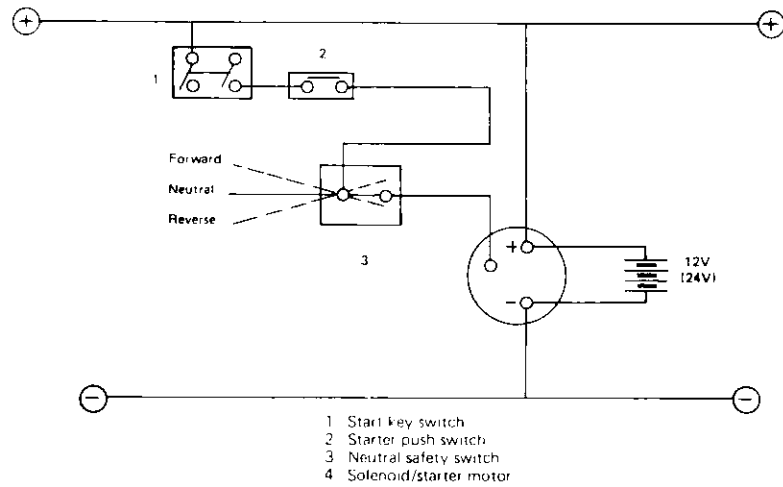 +
+
2
1
Forward
Neutral
Reverse
3
+
-
12V
(24V)
-
-
1 Start key switch
2 Starter push switch
3 Neutral safety switch
4 Solenoid/starter motor